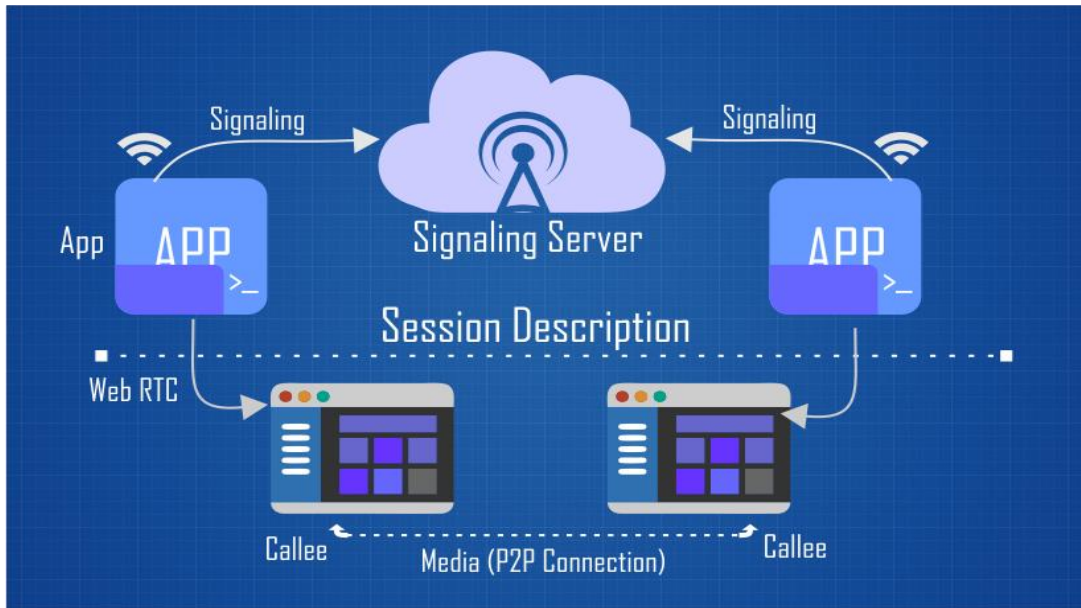 Signaling
Signaling
App
APP
>_
Signaling Server
APP
>_
Session Description
Web RTC
Callee
Media (P2P Connection)
Callee